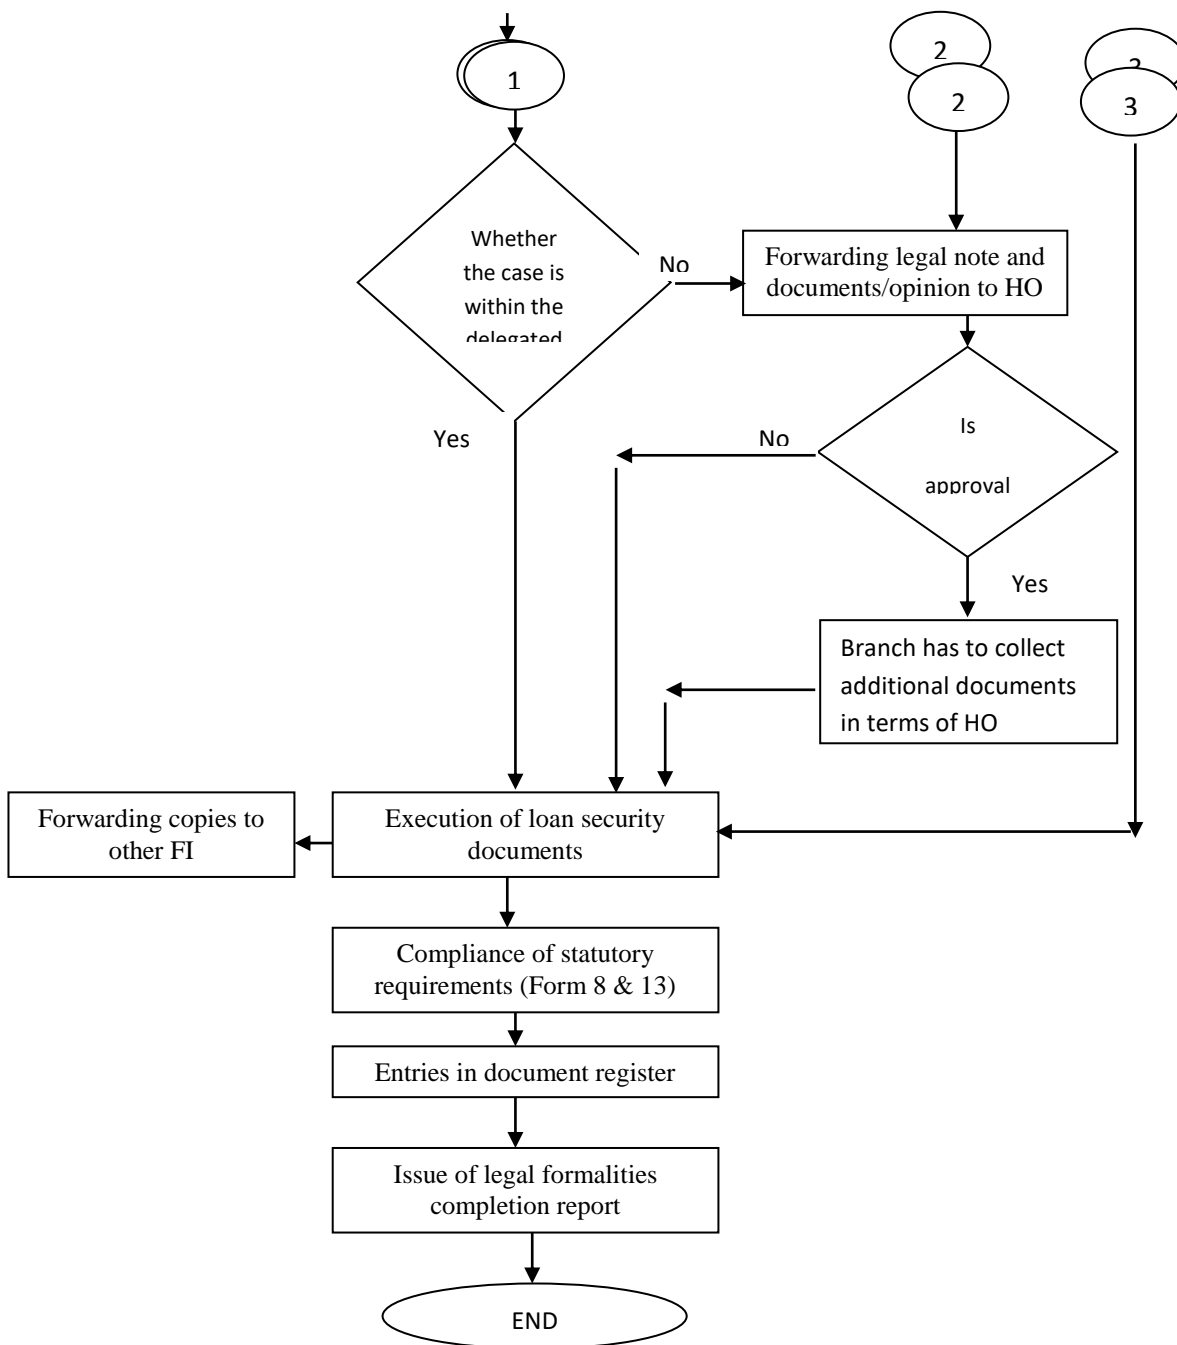 1
2
2
3
Whether
the case is
within the
delegated
No
Forwarding legal note and
documents/opinion to HO
Yes
No
Is
approval
Yes
Branch has to collect
additional documents
in terms of HO
Forwarding copies to
other FI
Execution of loan security
documents
Compliance of statutory
requirements (Form 8 & 13)
Entries in document register
Issue of legal formalities
completion report
END